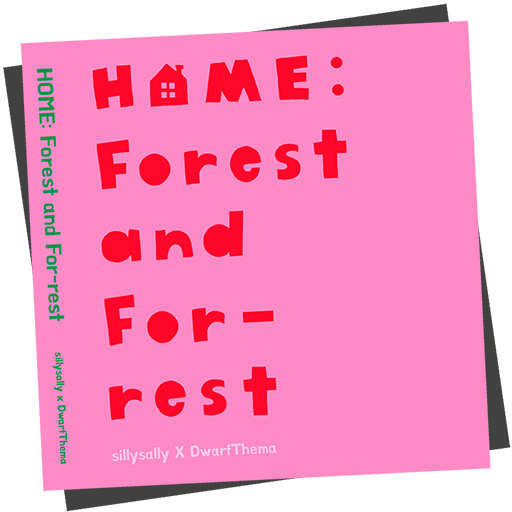 HOME: Forest and For-rest
sillysally x DwarfThema
HOME:
Forest
and
For-
rest
sillysally X DwarfThema